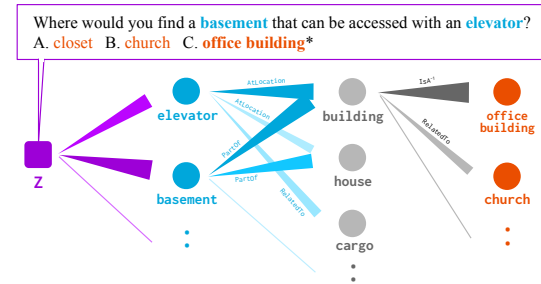 Where would you find a basement that can be accessed with an elevator?
A. closet B. church C. office building*
AtLocation
IsA⁻¹
AtLocation
elevator
building
office
building
PartOf
RelatedTo
Z
PartOf
house
basement
RelatedTo
church
cargo